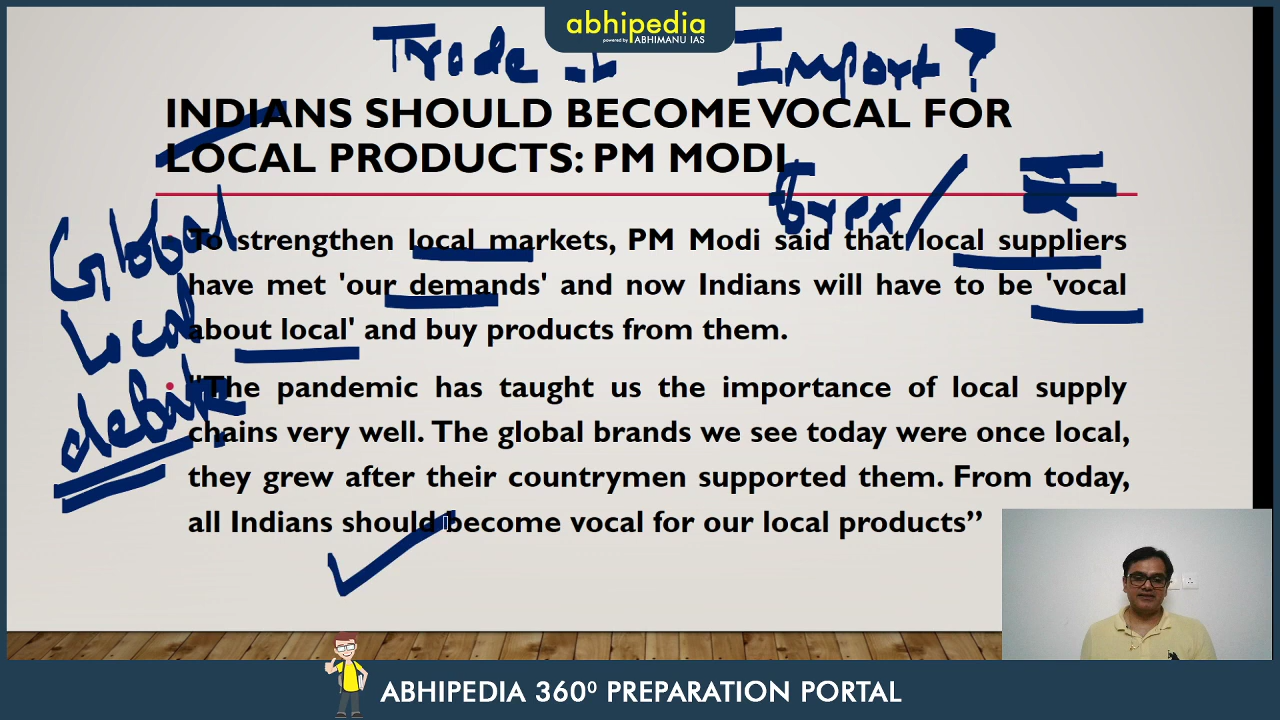 abhipedia
powered by ABHIMANU IAS
Trade Import?
INDIANS SHOULD BECOME VOCAL FOR
LOCAL PRODUCTS: PM MODI
Forex /
Global
Local
To strengthen local markets, PM Modi said that local suppliers
have met 'our demands' and now Indians will have to be 'vocal
about local' and buy products from them.
"The pandemic has taught us the importance of local supply
chains very well. The global brands we see today were once local,
they grew after their countrymen supported them. From today,
all Indians should become vocal for our local products”
ABHIPEDIA 360⁰ PREPARATION PORTAL